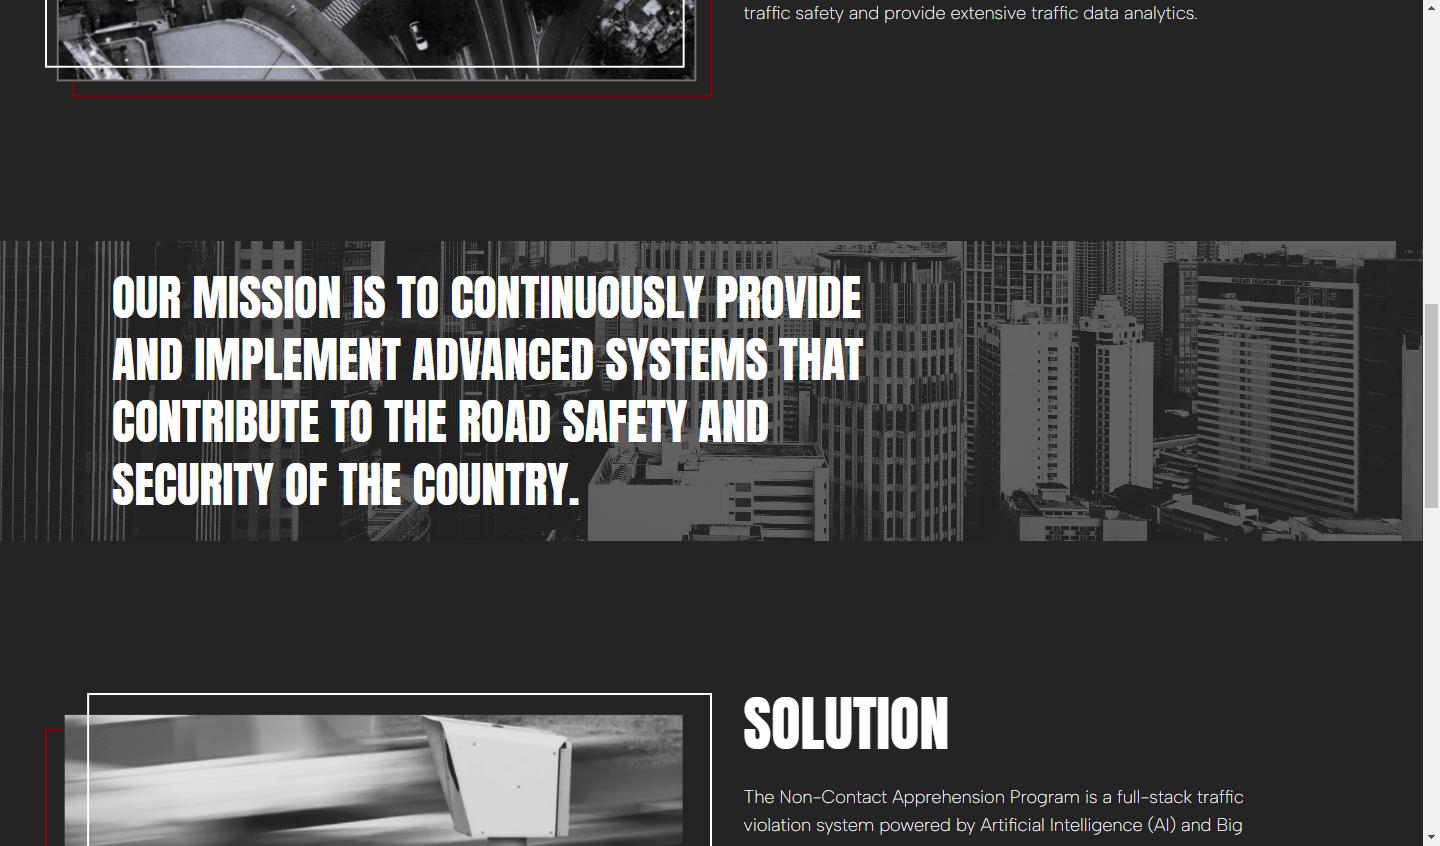 traffic safety and provide extensive traffic data analytics.
OUR MISSION IS TO CONTINUOUSLY PROVIDE
AND IMPLEMENT ADVANCED SYSTEMS THAT
CONTRIBUTE TO THE ROAD SAFETY AND
SECURITY OF THE COUNTRY.
SOLUTION
The Non-Contact Apprehension Program is a full-stack traffic
violation system powered by Artificial Intelligence (AI) and Big